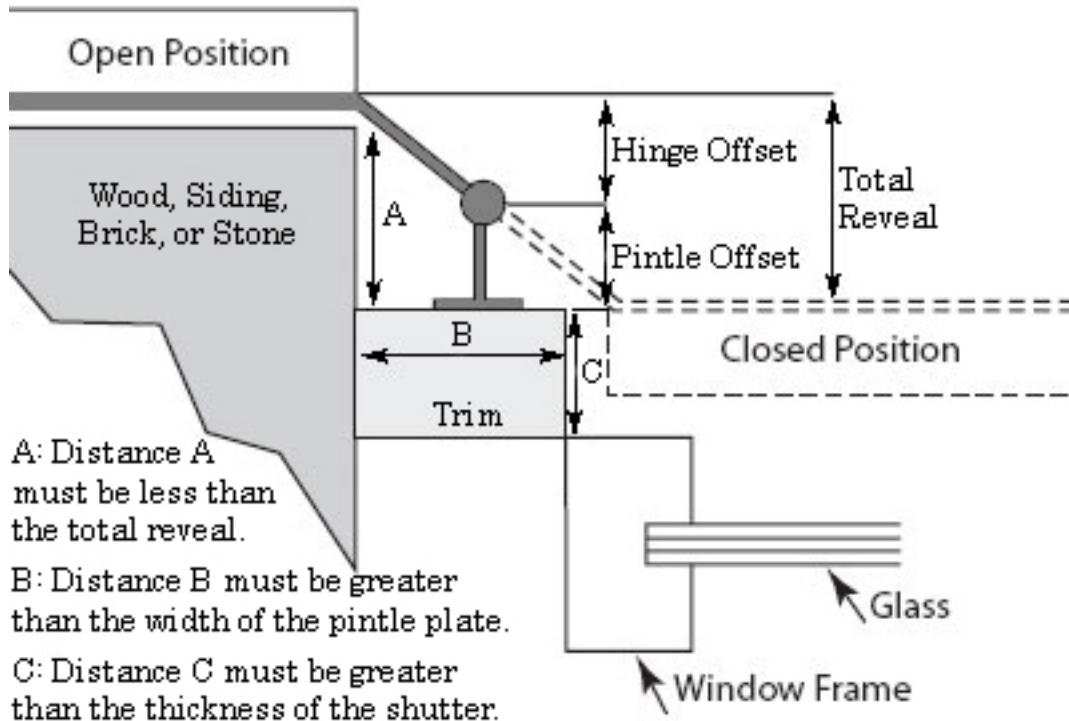 Open Position
Hinge Offset
Total
Reveal
Wood, Siding,
Brick, or Stone
A
Pintle Offset
B
C
Closed Position
Trim
A: Distance A
must be less than
the total reveal.
B: Distance B must be greater
than the width of the pintle plate.
Glass
C: Distance C must be greater
than the thickness of the shutter.
Window Frame